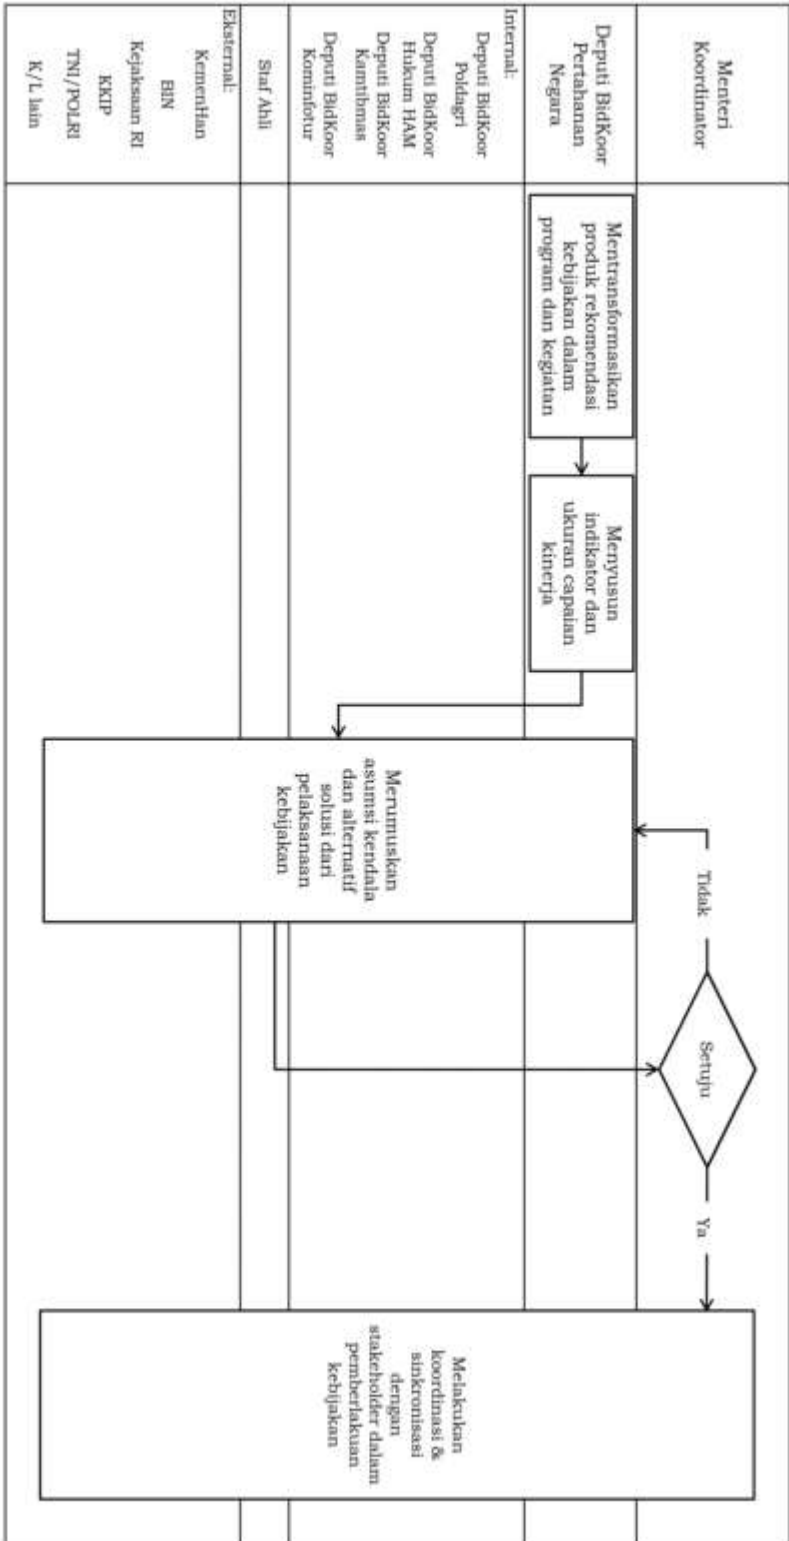 Menteri
Koordinator
Deputi BidKoor
Pertahanan
Negara
Internal:
Deputi BidKoor
Poldagri
Deputi BidKoor
Hukum HAM
Deputi BidKoor
Kamtibmas
Deputi BidKoor
Kominfotur
Staf Ahli
Eksternal:
KemenHan
BIN
Kejaksaan RI
KKIP
TNI/POLRI
K/L lain
Mentransformasikan
produk rekomendasi
kebijakan dalam
program dan kegiatan
Menyusun
indikator dan
ukuran capaian
kinerja
Merumuskan
asumsi kendala
dan alternatif
solusi dari
pelaksanaan
kebijakan
Tidak
Setuju
Ya
Melakukan
koordinasi &
sinkronisasi
dengan
stakeholder dalam
pemberlakuan
kebijakan